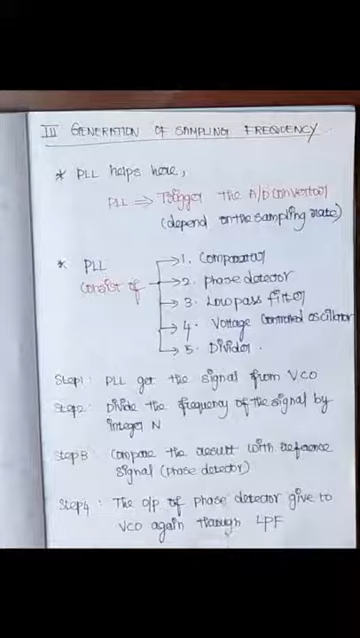 III GENERATION OF SAMPLING FREQUENCY
* PLL helps here,
PLL ⇒ Trigger the A/D Convertor
(depend on the sampling rate)
* PLL
Consist of
1. Comparator
2. phase detector
3. Low pass filter
4. Voltage controlled oscillator
5. Divider.
Step1: PLL get the signal from VCO
Step2: Divide the frequency of the signal by
integer N
Step3: Compare the result with reference
signal (phase detector)
Step4: The o/p of phase detector give to
VCO again through LPF